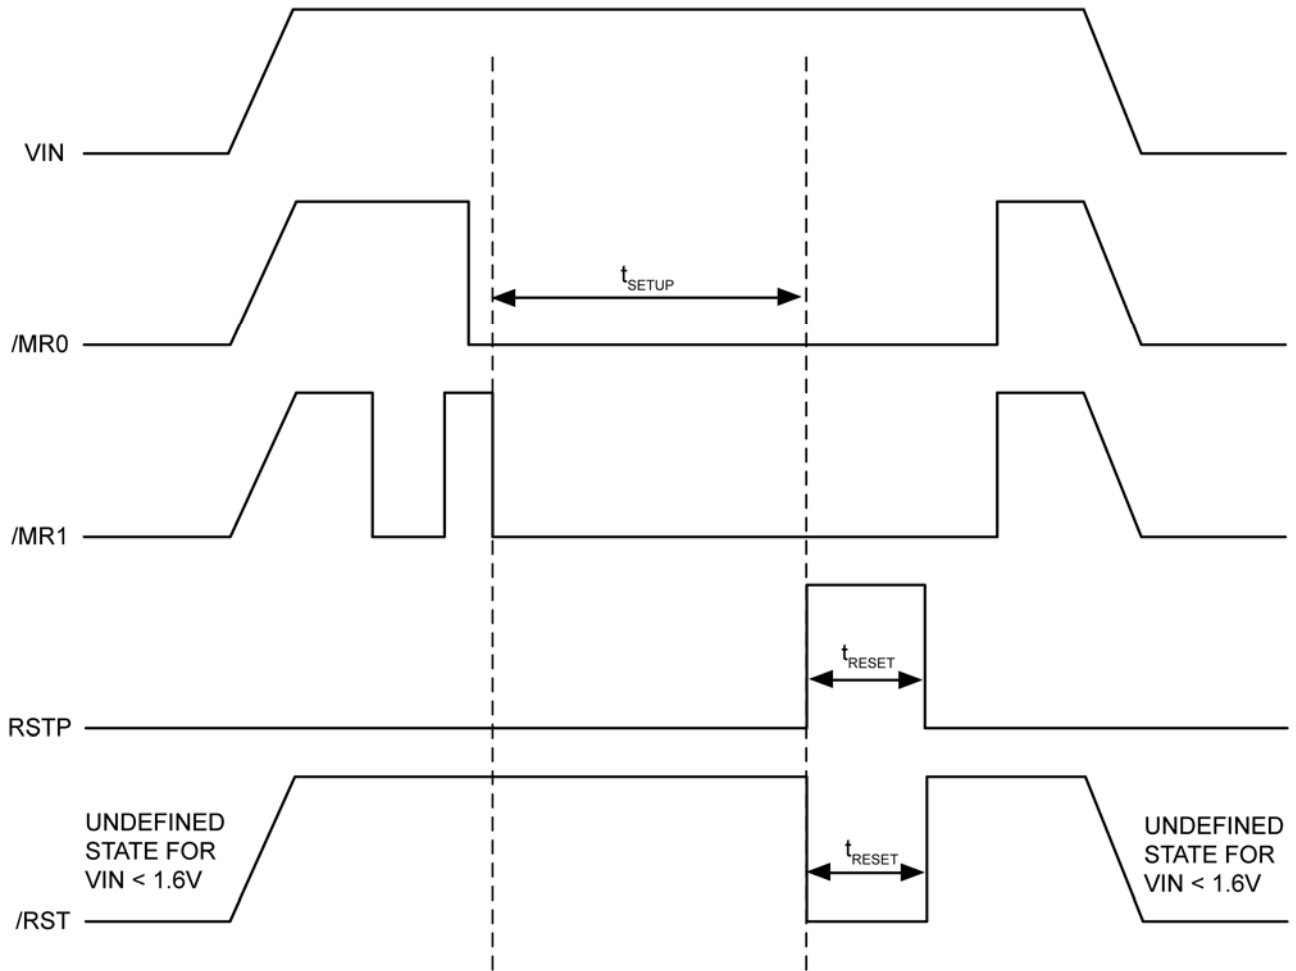 VIN
tSETUP
/MR0
/MR1
tRESET
RSTP
UNDEFINED
STATE FOR
VIN < 1.6V
tRESET
UNDEFINED
STATE FOR
VIN < 1.6V
/RST